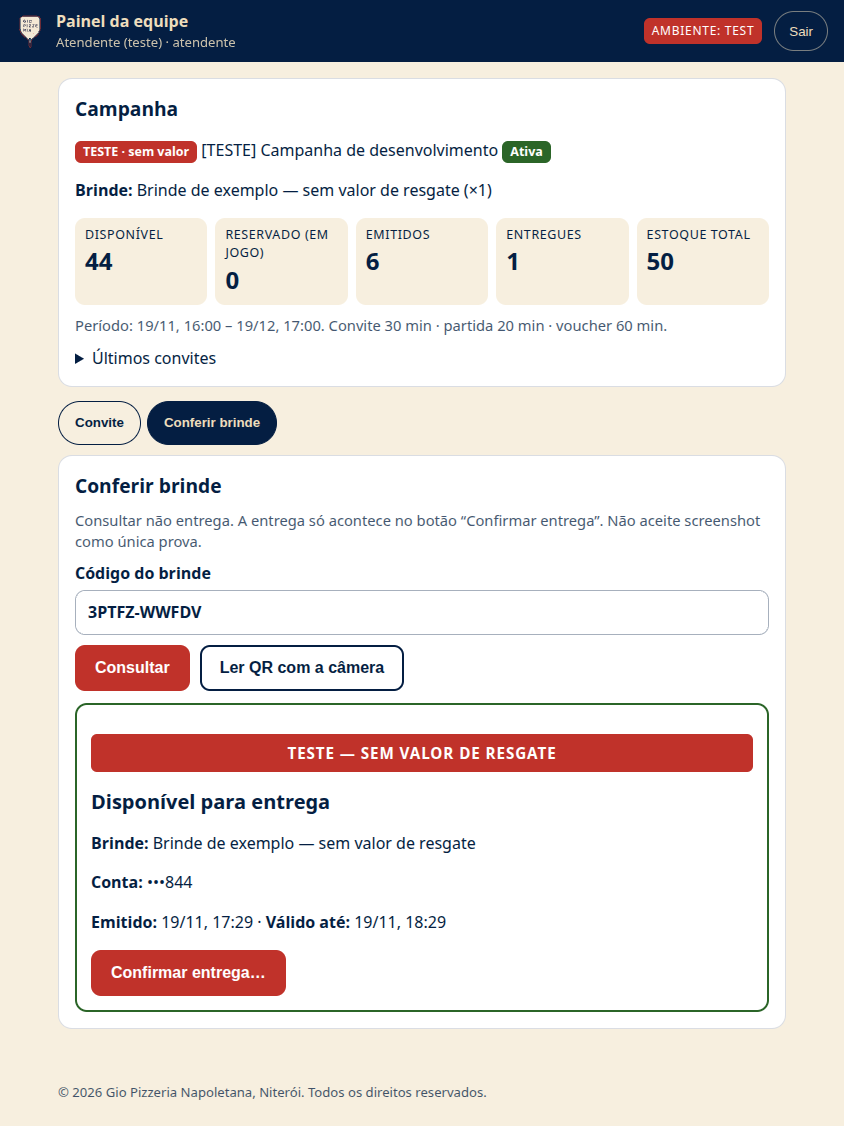 GIO
PIZZE
RIA
Painel da equipe
Atendente (teste) · atendente
AMBIENTE: TEST
Sair
Campanha
TESTE · sem valor [TESTE] Campanha de desenvolvimento Ativa
Brinde: Brinde de exemplo — sem valor de resgate (×1)
DISPONÍVEL
44
RESERVADO (EM
JOGO)
0
EMITIDOS
6
ENTREGUES
1
ESTOQUE TOTAL
50
Período: 19/11, 16:00 – 19/12, 17:00. Convite 30 min · partida 20 min · voucher 60 min.
Últimos convites
Convite
Conferir brinde
Conferir brinde
Consultar não entrega. A entrega só acontece no botão “Confirmar entrega”. Não aceite screenshot
como única prova.
Código do brinde
3PTFZ-WWFDV
Consultar
Ler QR com a câmera
TESTE — SEM VALOR DE RESGATE
Disponível para entrega
Brinde: Brinde de exemplo — sem valor de resgate
Conta: •••844
Emitido: 19/11, 17:29 · Válido até: 19/11, 18:29
Confirmar entrega…
© 2026 Gio Pizzeria Napoletana, Niterói. Todos os direitos reservados.